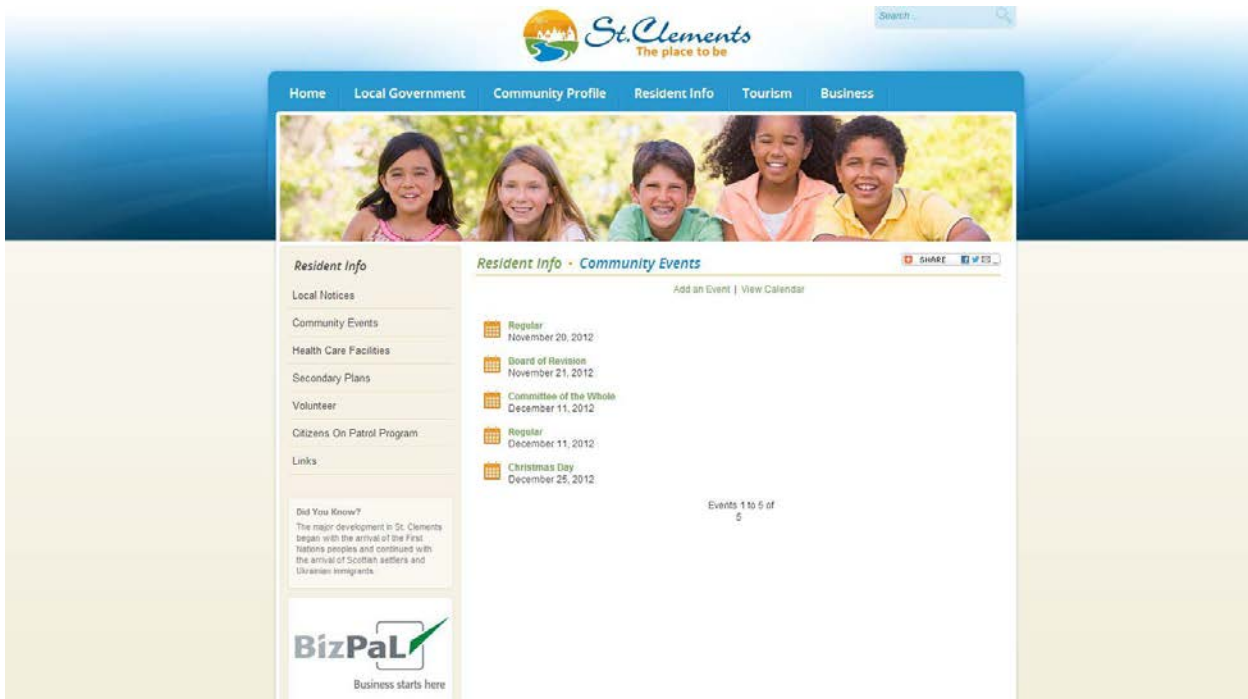 St.Clements
The place to be
Search ...
Home Local Government Community Profile Resident Info Tourism Business
Resident Info
Local Notices
Community Events
Health Care Facilities
Secondary Plans
Volunteer
Citizens On Patrol Program
Links
Did You Know?
The major development in St. Clements
began with the arrival of the First
Nations peoples and continued with
the arrival of Scottish settlers and
Ukrainian immigrants.
BizPaL
Business starts here
Resident Info • Community Events
SHARE
Add an Event | View Calendar
Regular
November 20, 2012
Board of Revision
November 21, 2012
Committee of the Whole
December 11, 2012
Regular
December 11, 2012
Christmas Day
December 25, 2012
Events 1 to 5 of
5